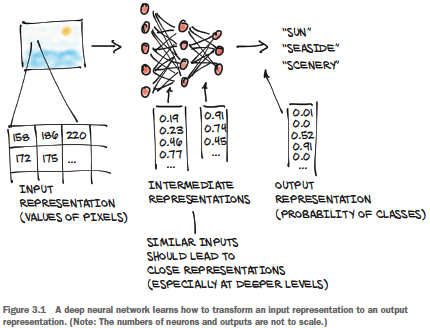 "SUN"
"SEASIDE"
"SCENERY"
158 186 220
172 175 ...
0.19
0.23
0.46
0.77
...
0.91
0.74
0.45
...
0.01
0.0
0.52
0.91
0.0
...
INPUT
REPRESENTATION
(VALUES OF PIXELS)
INTERMEDIATE
REPRESENTATIONS
OUTPUT
REPRESENTATION
(PROBABILITY OF CLASSES)
SIMILAR INPUTS
SHOULD LEAD TO
CLOSE REPRESENTATIONS
(ESPECIALLY AT DEEPER LEVELS)
Figure 3.1 A deep neural network learns how to transform an input representation to an output
representation. (Note: The numbers of neurons and outputs are not to scale.)